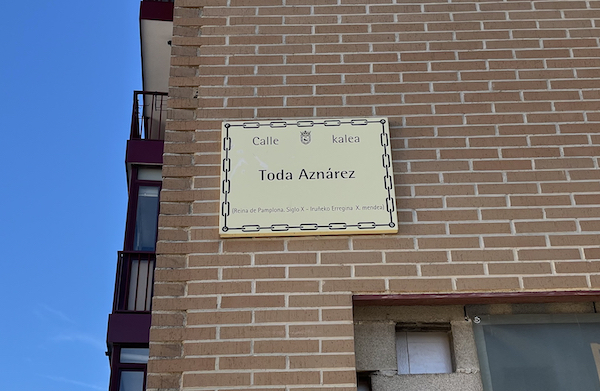 Calle kalea
Toda Aznárez
(Reina de Pamplona. Siglo X - Iruñeko Erregina. X. mendea)